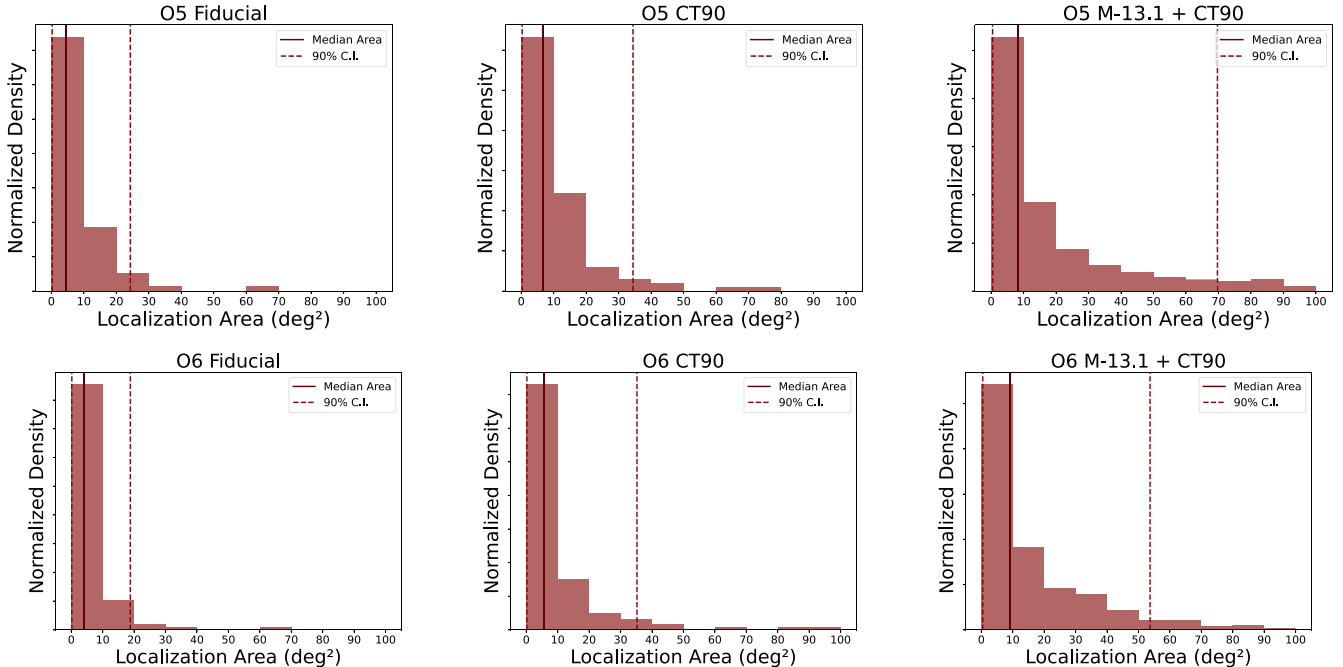 O5 Fiducial
Normalized Density
Median Area
90% C.I.
0 10 20 30 40 50 60 70 80 90 100
Localization Area (deg²)
O5 CT90
Normalized Density
Median Area
90% C.I.
0 10 20 30 40 50 60 70 80 90 100
Localization Area (deg²)
O5 M-13.1 + CT90
Normalized Density
Median Area
90% C.I.
0 10 20 30 40 50 60 70 80 90 100
Localization Area (deg²)
O6 Fiducial
Normalized Density
Median Area
90% C.I.
0 10 20 30 40 50 60 70 80 90 100
Localization Area (deg²)
O6 CT90
Normalized Density
Median Area
90% C.I.
0 10 20 30 40 50 60 70 80 90 100
Localization Area (deg²)
O6 M-13.1 + CT90
Normalized Density
Median Area
90% C.I.
0 10 20 30 40 50 60 70 80 90 100
Localization Area (deg²)